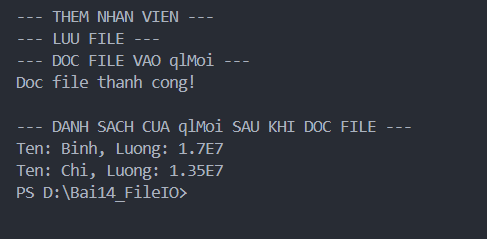 --- THEM NHAN VIEN ---
--- LUU FILE ---
--- DOC FILE VAO qlMoi ---
Doc file thanh cong!
--- DANH SACH CUA qlMoi SAU KHI DOC FILE ---
Ten: Binh, Luong: 1.7E7
Ten: Chi, Luong: 1.35E7
PS D:\Bai14_FileIO>